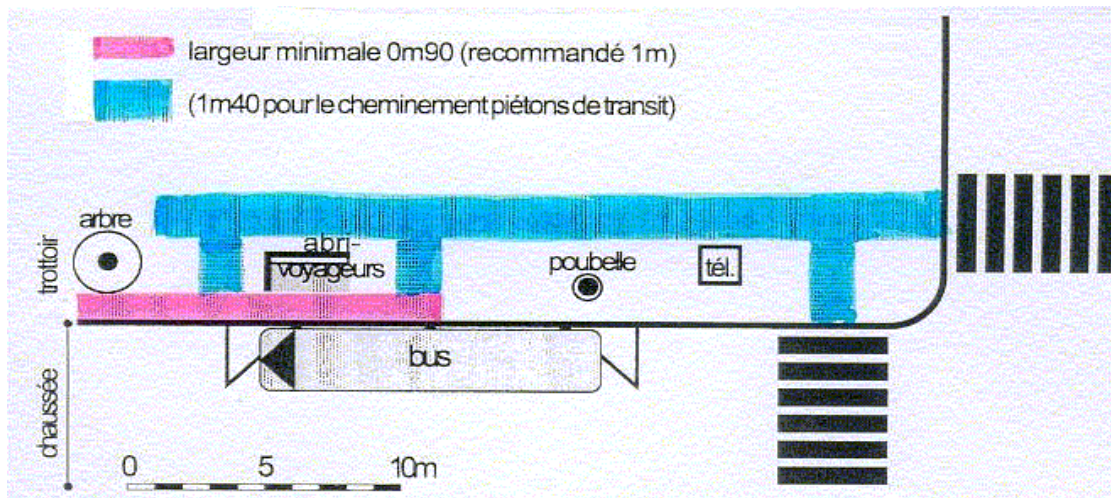 largeur minimale 0m90 (recommandé 1m)
(1m40 pour le cheminement piétons de transit)
arbre
trottoir
abri-
voyageurs
poubelle
tél.
bus
chaussée
0 5 10m